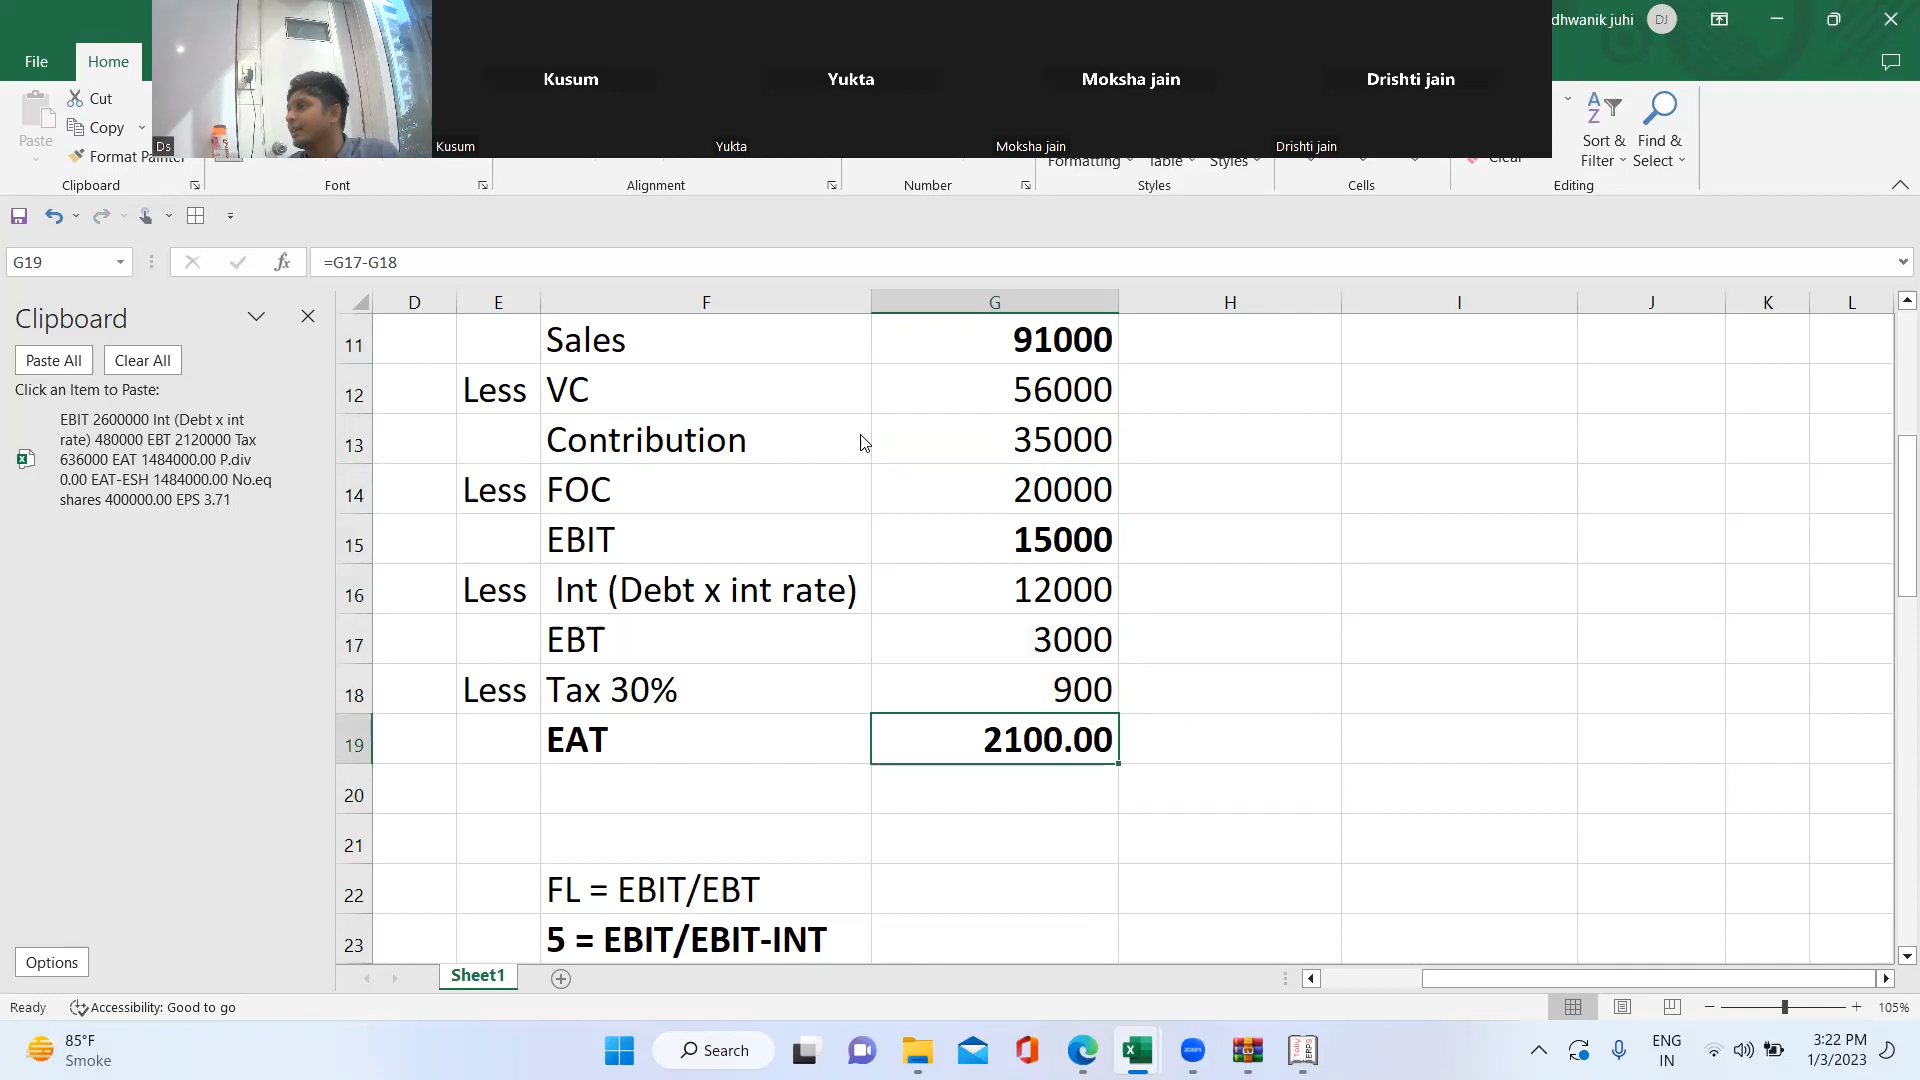 dhwanik juhi DJ
File Home
Kusum Yukta Moksha jain Drishti jain
Ds Kusum Yukta Moksha jain Drishti jain
Cut
Copy
Paste
Format Painter
Formatting Table Styles
Clear
Sort & Filter
Find & Select
Clipboard Font Alignment Number Styles Cells Editing
G19 fx =G17-G18
Clipboard
Paste All Clear All
Click an Item to Paste:
EBIT 2600000 Int (Debt x int
rate) 480000 EBT 2120000 Tax
636000 EAT 1484000.00 P.div
0.00 EAT-ESH 1484000.00 No.eq
shares 400000.00 EPS 3.71
Options
D E F G H I J K L
11 Sales 91000
12 Less VC 56000
13 Contribution 35000
14 Less FOC 20000
15 EBIT 15000
16 Less Int (Debt x int rate) 12000
17 EBT 3000
18 Less Tax 30% 900
19 EAT 2100.00
20
21
22 FL = EBIT/EBT
23 5 = EBIT/EBIT-INT
Sheet1
Ready Accessibility: Good to go 105%
85°F
Smoke
Search
zoom
Tally
ERP9
ENG
IN
3:22 PM
1/3/2023